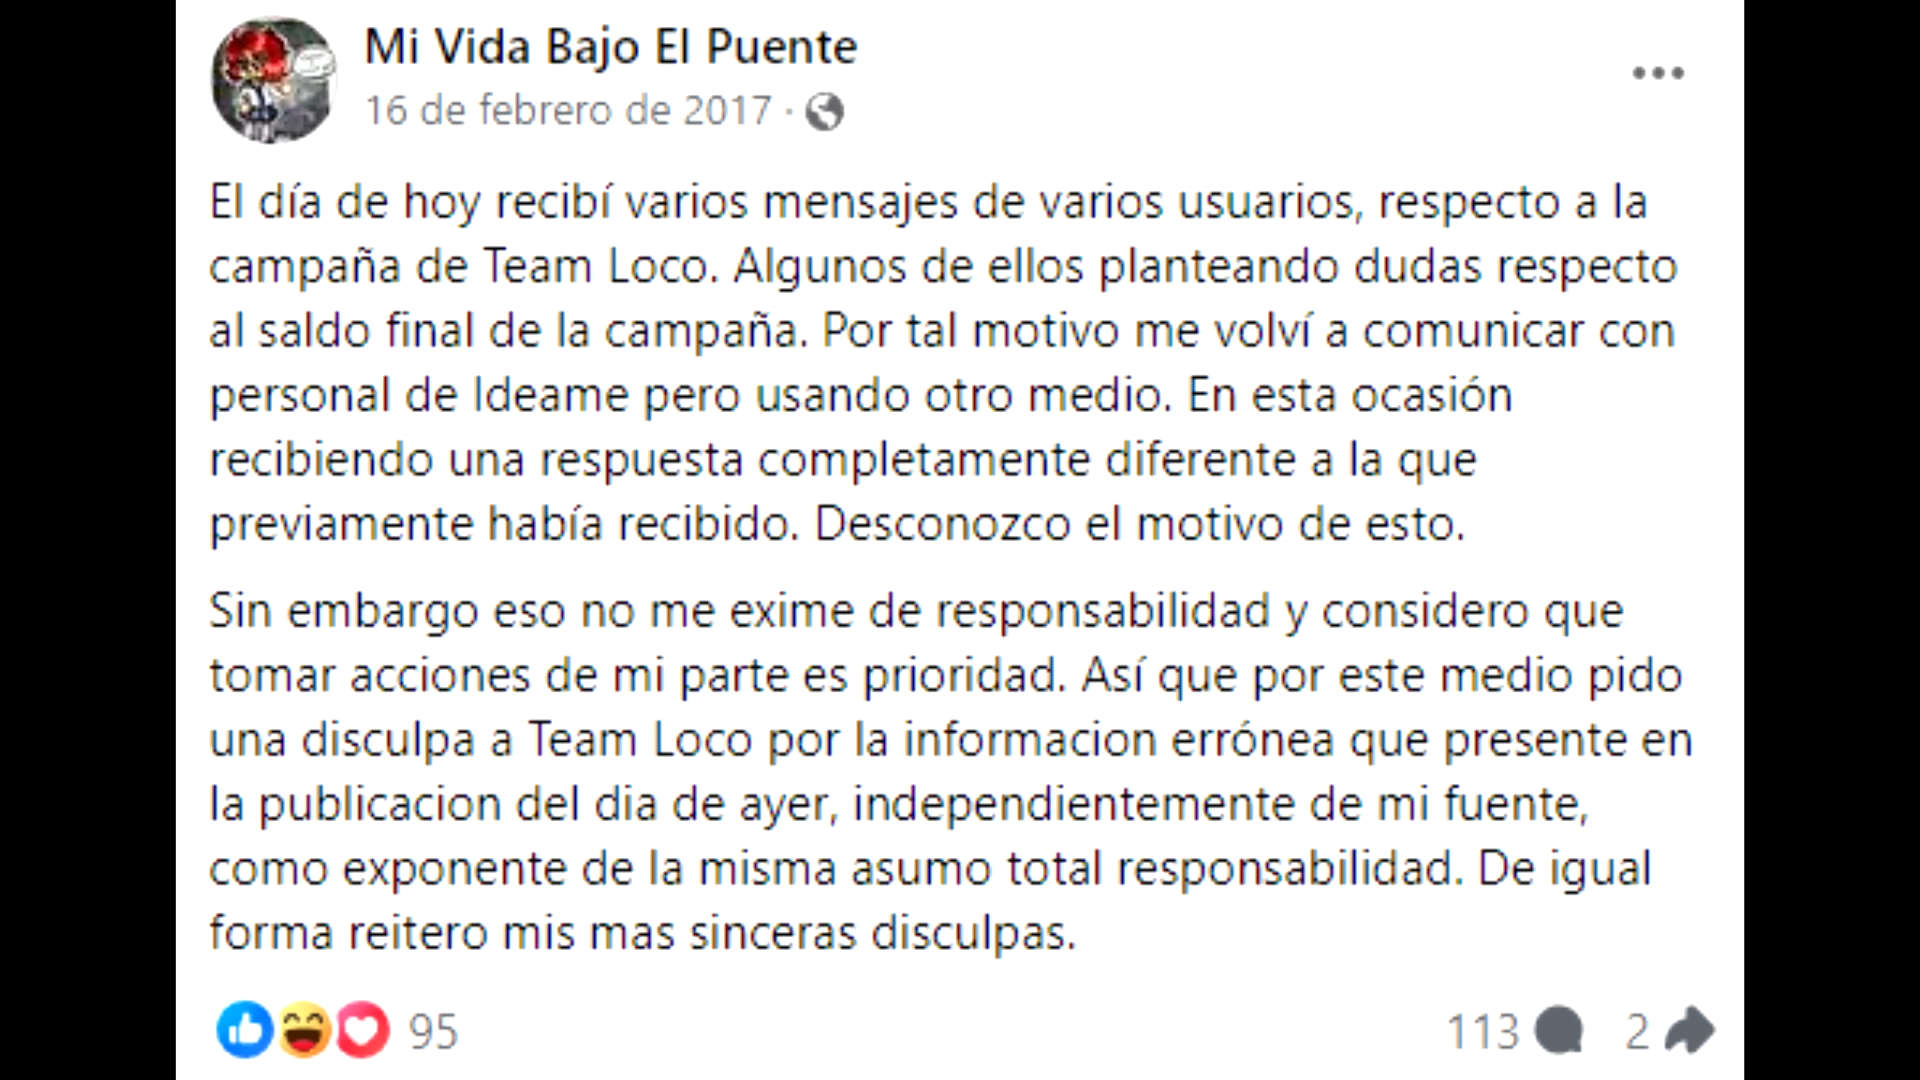 Mi Vida Bajo El Puente
16 de febrero de 2017 ·
El día de hoy recibí varios mensajes de varios usuarios, respecto a la
campaña de Team Loco. Algunos de ellos planteando dudas respecto
al saldo final de la campaña. Por tal motivo me volví a comunicar con
personal de Ideame pero usando otro medio. En esta ocasión
recibiendo una respuesta completamente diferente a la que
previamente había recibido. Desconozco el motivo de esto.
Sin embargo eso no me exime de responsabilidad y considero que
tomar acciones de mi parte es prioridad. Así que por este medio pido
una disculpa a Team Loco por la informacion errónea que presente en
la publicacion del dia de ayer, independientemente de mi fuente,
como exponente de la misma asumo total responsabilidad. De igual
forma reitero mis mas sinceras disculpas.
95
113
2